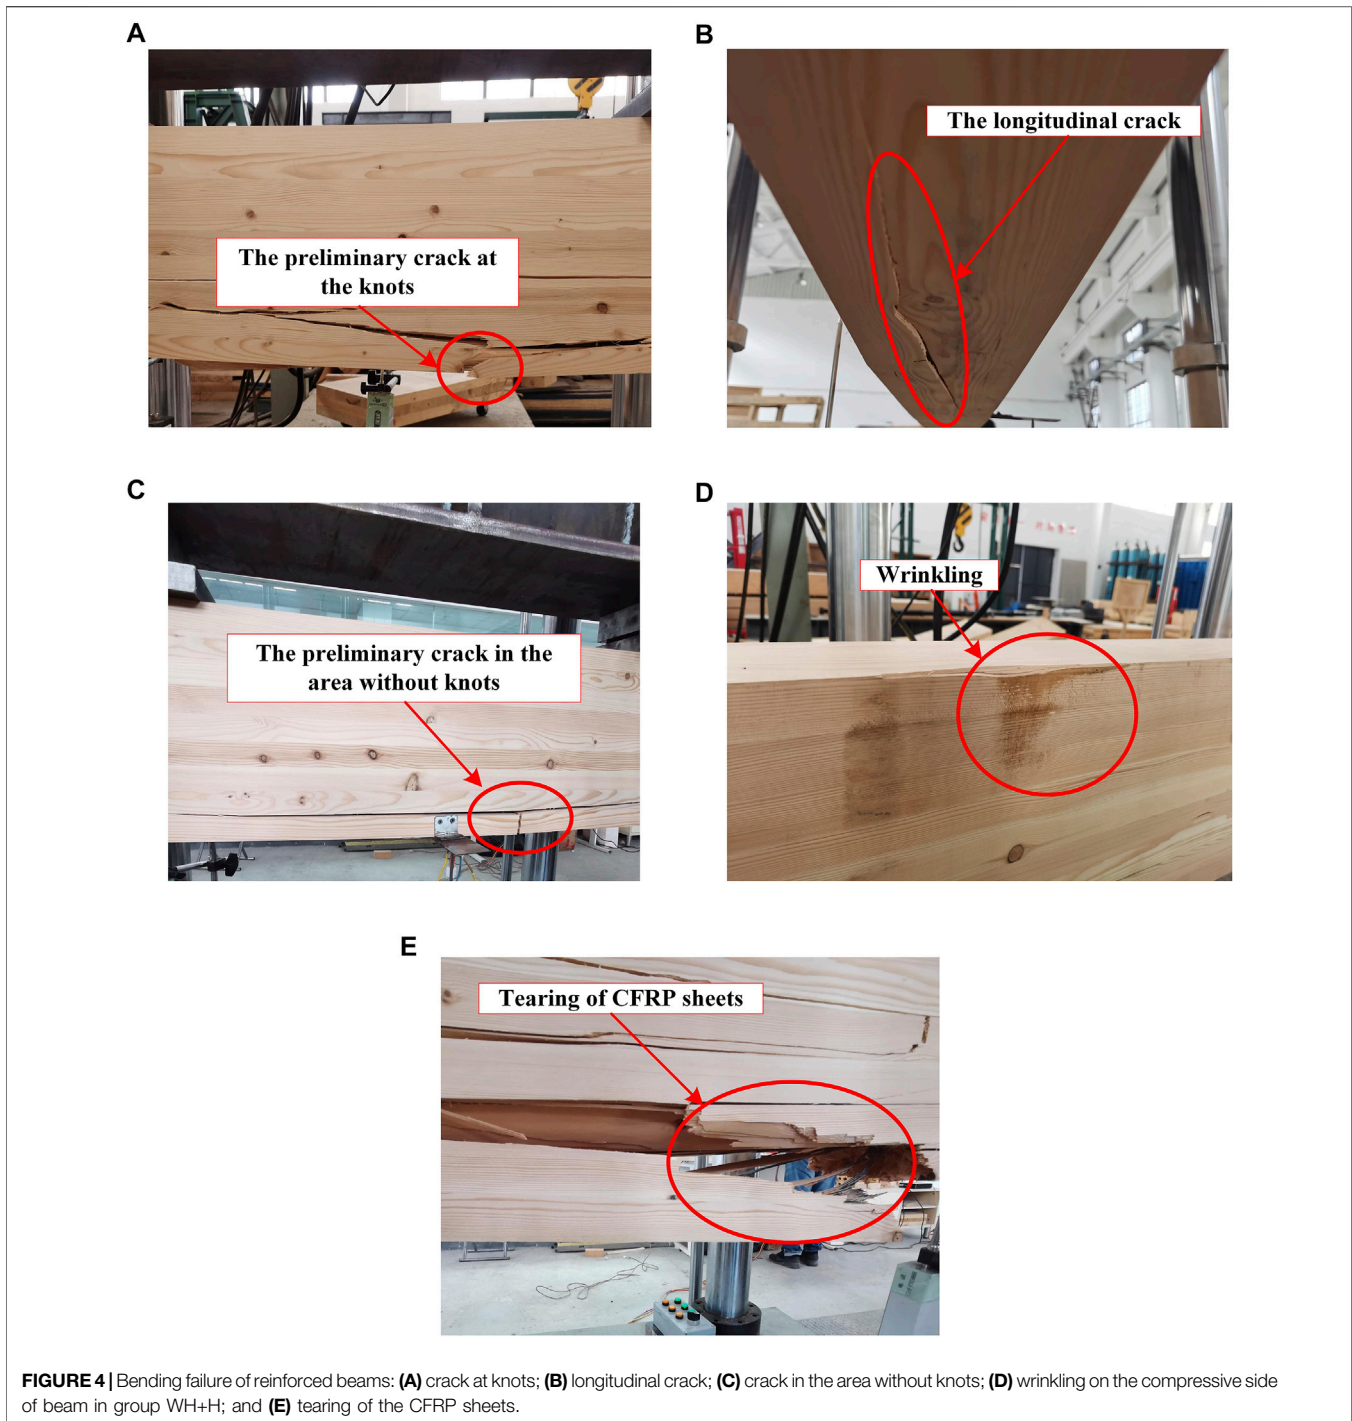 A
B
The longitudinal crack
The preliminary crack at
the knots
C
D
Wrinkling
The preliminary crack in the
area without knots
E
Tearing of CFRP sheets
FIGURE 4 | Bending failure of reinforced beams: (A) crack at knots; (B) longitudinal crack; (C) crack in the area without knots; (D) wrinkling on the compressive side
of beam in group WH+H; and (E) tearing of the CFRP sheets.